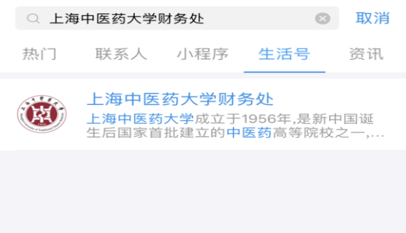 上海中医药大学财务处
取消
热门 联系人 小程序 生活号 资讯
上海中医药大学财务处
上海中医药大学成立于1956年,是新中国诞
生后国家首批建立的中医药高等院校之一,...